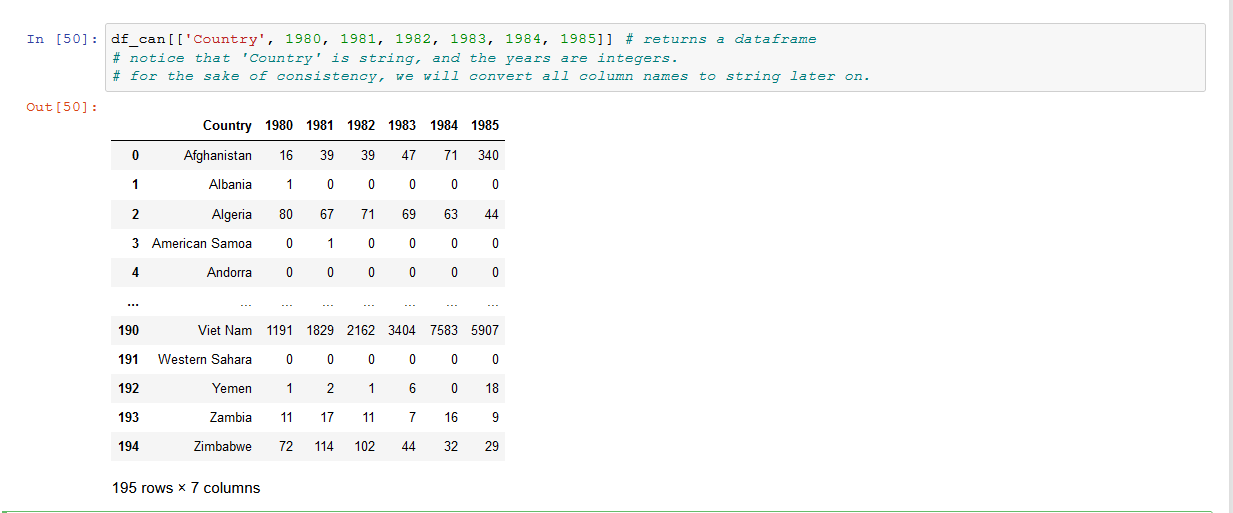 In [50]: df_can[['Country', 1980, 1981, 1982, 1983, 1984, 1985]] # returns a dataframe
# notice that 'Country' is string, and the years are integers.
# for the sake of consistency, we will convert all column names to string later on.
Out[50]:
Country 1980 1981 1982 1983 1984 1985
0 Afghanistan 16 39 39 47 71 340
1 Albania 1 0 0 0 0 0
2 Algeria 80 67 71 69 63 44
3 American Samoa 0 1 0 0 0 0
4 Andorra 0 0 0 0 0 0
... ... ... ... ... ... ... ...
190 Viet Nam 1191 1829 2162 3404 7583 5907
191 Western Sahara 0 0 0 0 0 0
192 Yemen 1 2 1 6 0 18
193 Zambia 11 17 11 7 16 9
194 Zimbabwe 72 114 102 44 32 29
195 rows × 7 columns